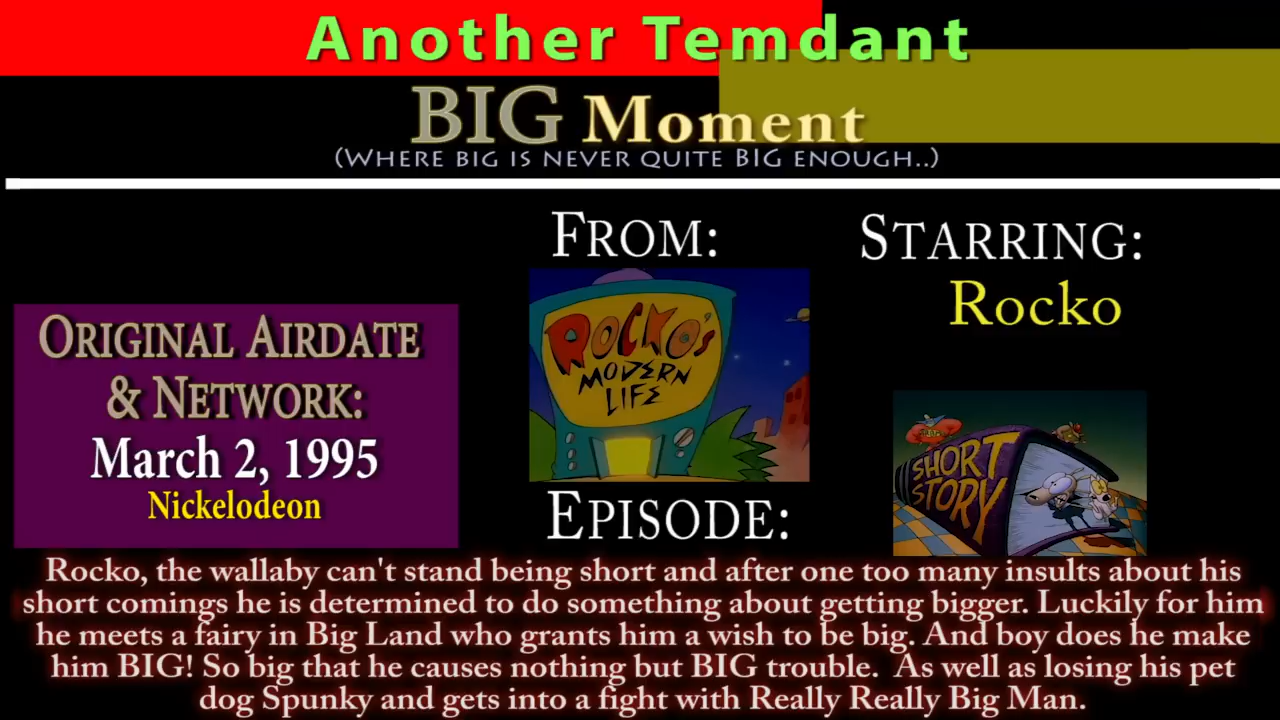 Another Temdant
BIG Moment
(WHERE BIG IS NEVER QUITE BIG ENOUGH..)
FROM:
STARRING:
Rocko
ORIGINAL AIRDATE
& NETWORK:
March 2, 1995
Nickelodeon
ROCKO'S
MODERN
LIFE
SHORT
STORY
EPISODE:
Rocko, the wallaby can't stand being short and after one too many insults about his
short comings he is determined to do something about getting bigger. Luckily for him
he meets a fairy in Big Land who grants him a wish to be big. And boy does he make
him BIG! So big that he causes nothing but BIG trouble.  As well as losing his pet
dog Spunky and gets into a fight with Really Really Big Man.